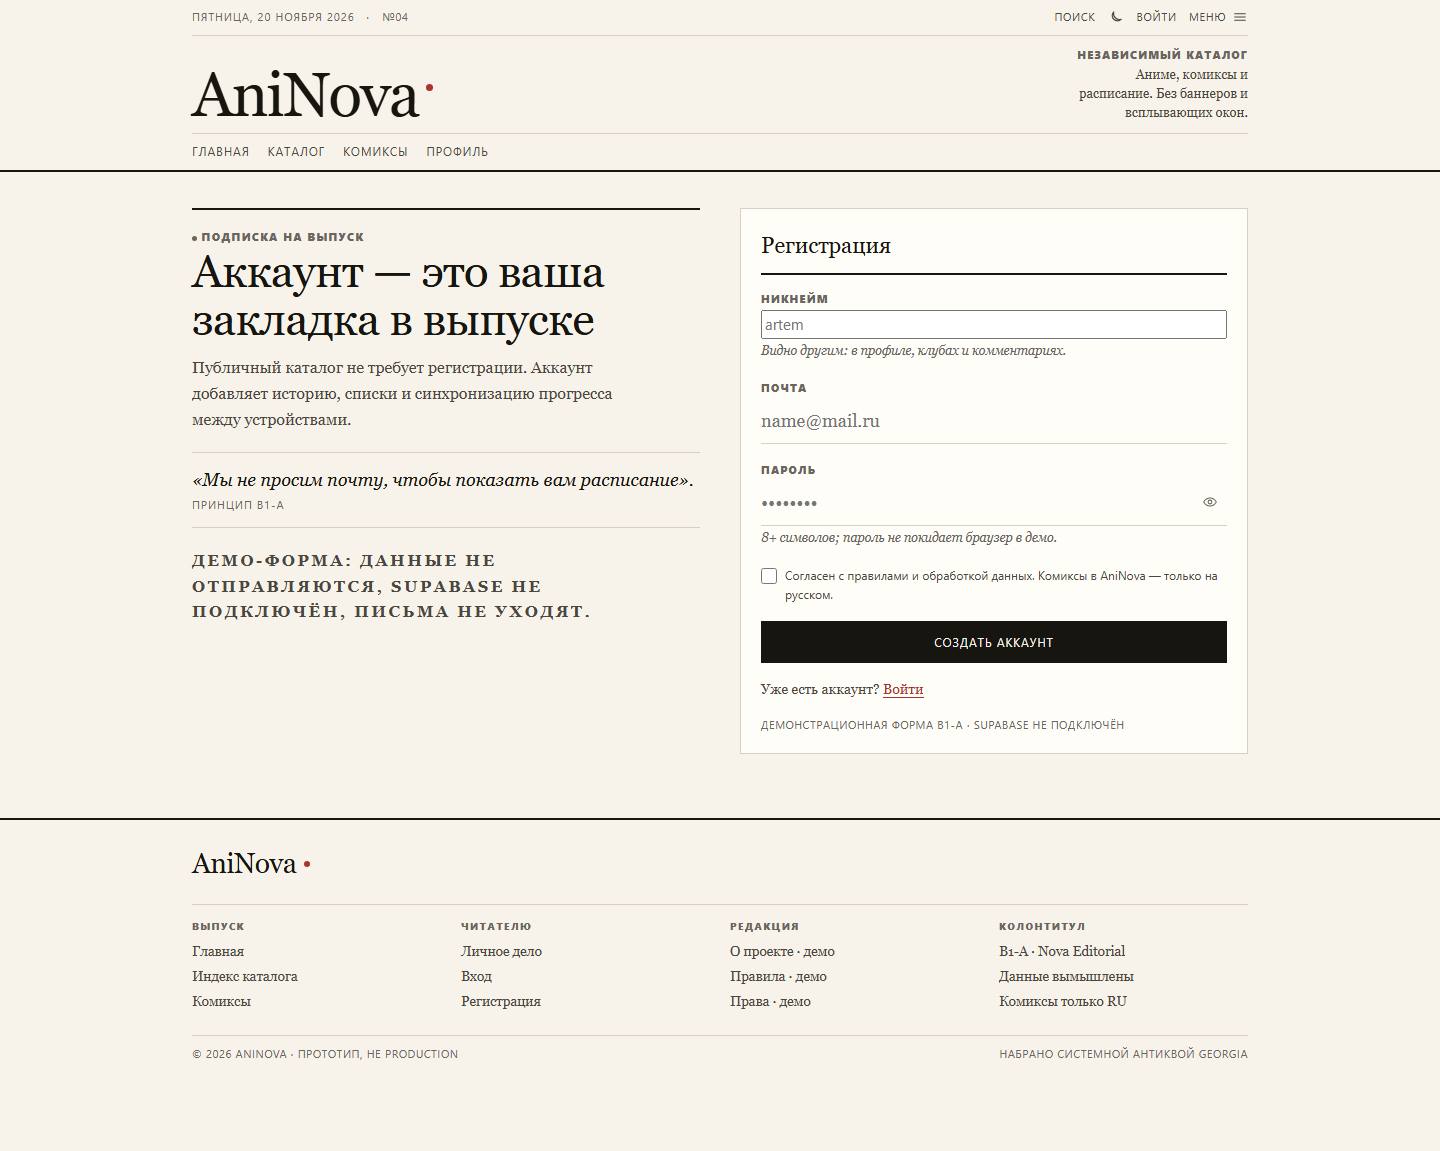 ПЯТНИЦА, 20 НОЯБРЯ 2026 · №04
ПОИСК ВОЙТИ МЕНЮ
AniNova
НЕЗАВИСИМЫЙ КАТАЛОГ
Аниме, комиксы и
расписание. Без баннеров и
всплывающих окон.
ГЛАВНАЯ КАТАЛОГ КОМИКСЫ ПРОФИЛЬ
ПОДПИСКА НА ВЫПУСК
Аккаунт — это ваша
закладка в выпуске
Публичный каталог не требует регистрации. Аккаунт
добавляет историю, списки и синхронизацию прогресса
между устройствами.
«Мы не просим почту, чтобы показать вам расписание».
ПРИНЦИП B1-A
ДЕМО-ФОРМА: ДАННЫЕ НЕ
ОТПРАВЛЯЮТСЯ, SUPABASE НЕ
ПОДКЛЮЧЁН, ПИСЬМА НЕ УХОДЯТ.
Регистрация
НИКНЕЙМ
artem
Видно другим: в профиле, клубах и комментариях.
ПОЧТА
name@mail.ru
ПАРОЛЬ
••••••••
8+ символов; пароль не покидает браузер в демо.
Согласен с правилами и обработкой данных. Комиксы в AniNova — только на
русском.
СОЗДАТЬ АККАУНТ
Уже есть аккаунт? Войти
ДЕМОНСТРАЦИОННАЯ ФОРМА B1-A · SUPABASE НЕ ПОДКЛЮЧЁН
AniNova
ВЫПУСК
Главная
Индекс каталога
Комиксы
ЧИТАТЕЛЮ
Личное дело
Вход
Регистрация
РЕДАКЦИЯ
О проекте · демо
Правила · демо
Права · демо
КОЛОНТИТУЛ
B1-A · Nova Editorial
Данные вымышлены
Комиксы только RU
© 2026 ANINOVA · ПРОТОТИП, НЕ PRODUCTION
НАБРАНО СИСТЕМНОЙ АНТИКВОЙ GEORGIA